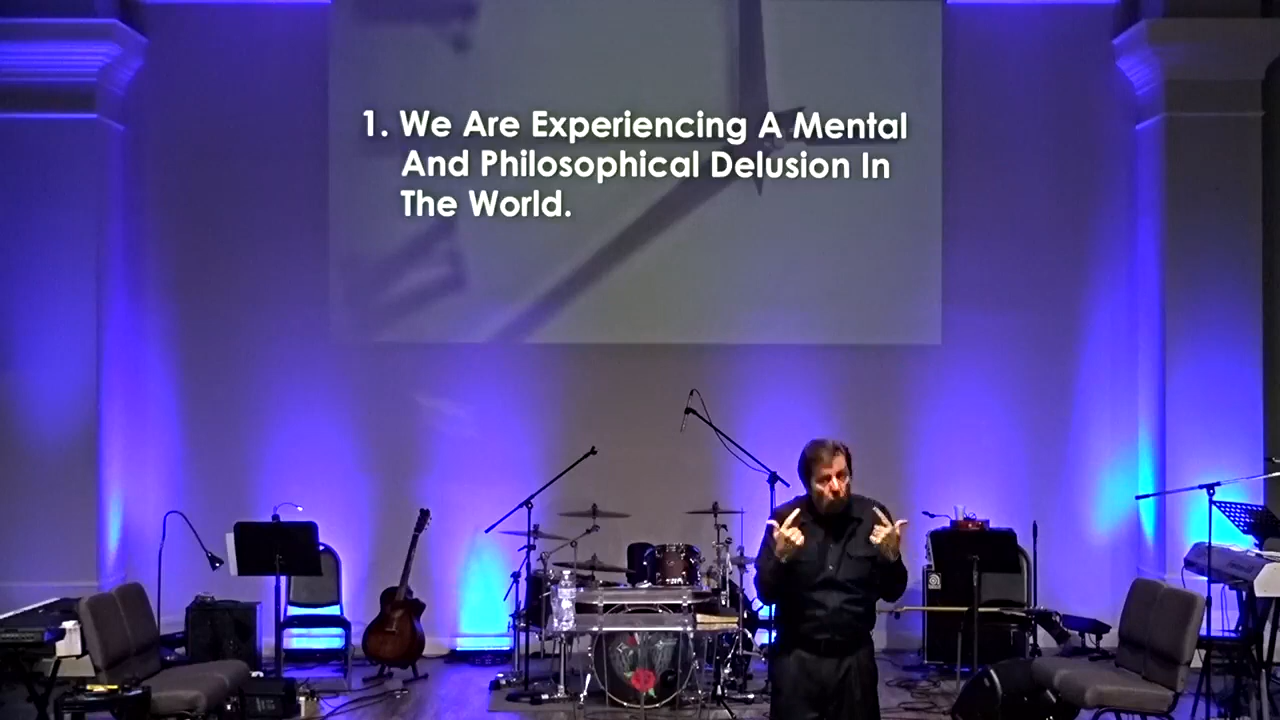 1. We Are Experiencing A Mental
And Philosophical Delusion In
The World.